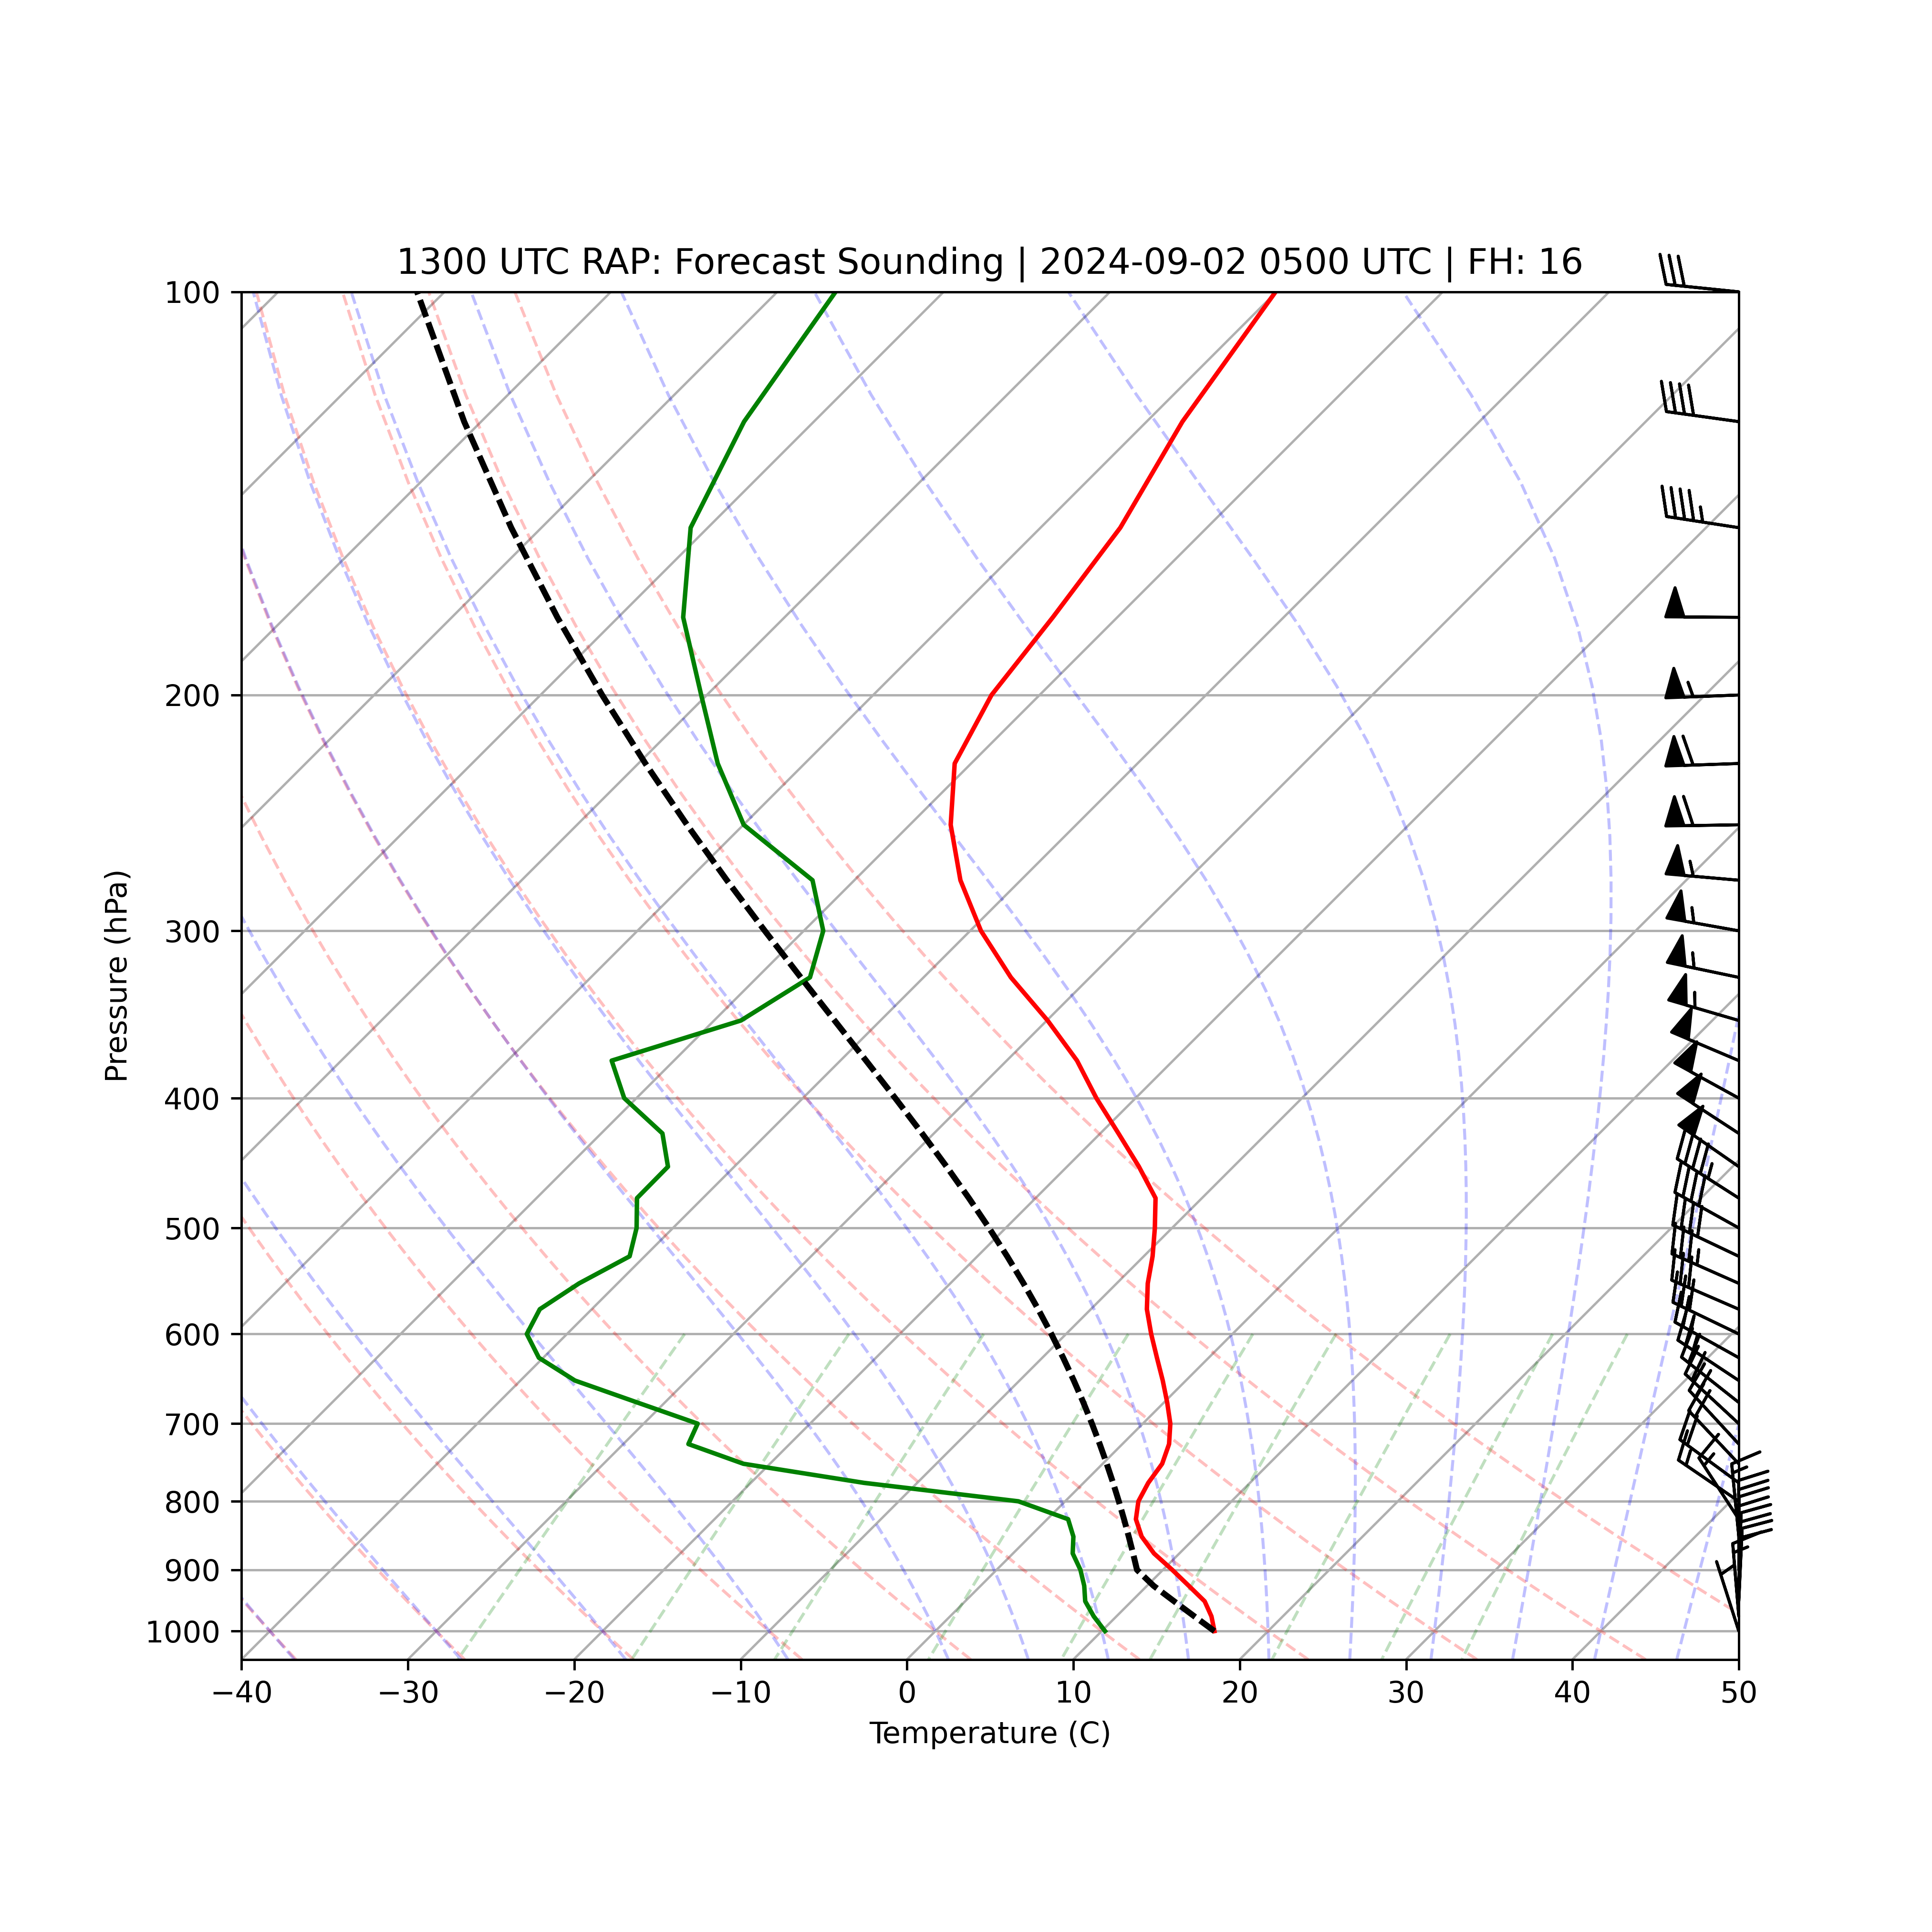 1300 UTC RAP: Forecast Sounding | 2024-09-02 0500 UTC | FH: 16
100
200
300
400
500
600
700
800
900
1000
Pressure (hPa)
−40 −30 −20 −10 0 10 20 30 40 50
Temperature (C)